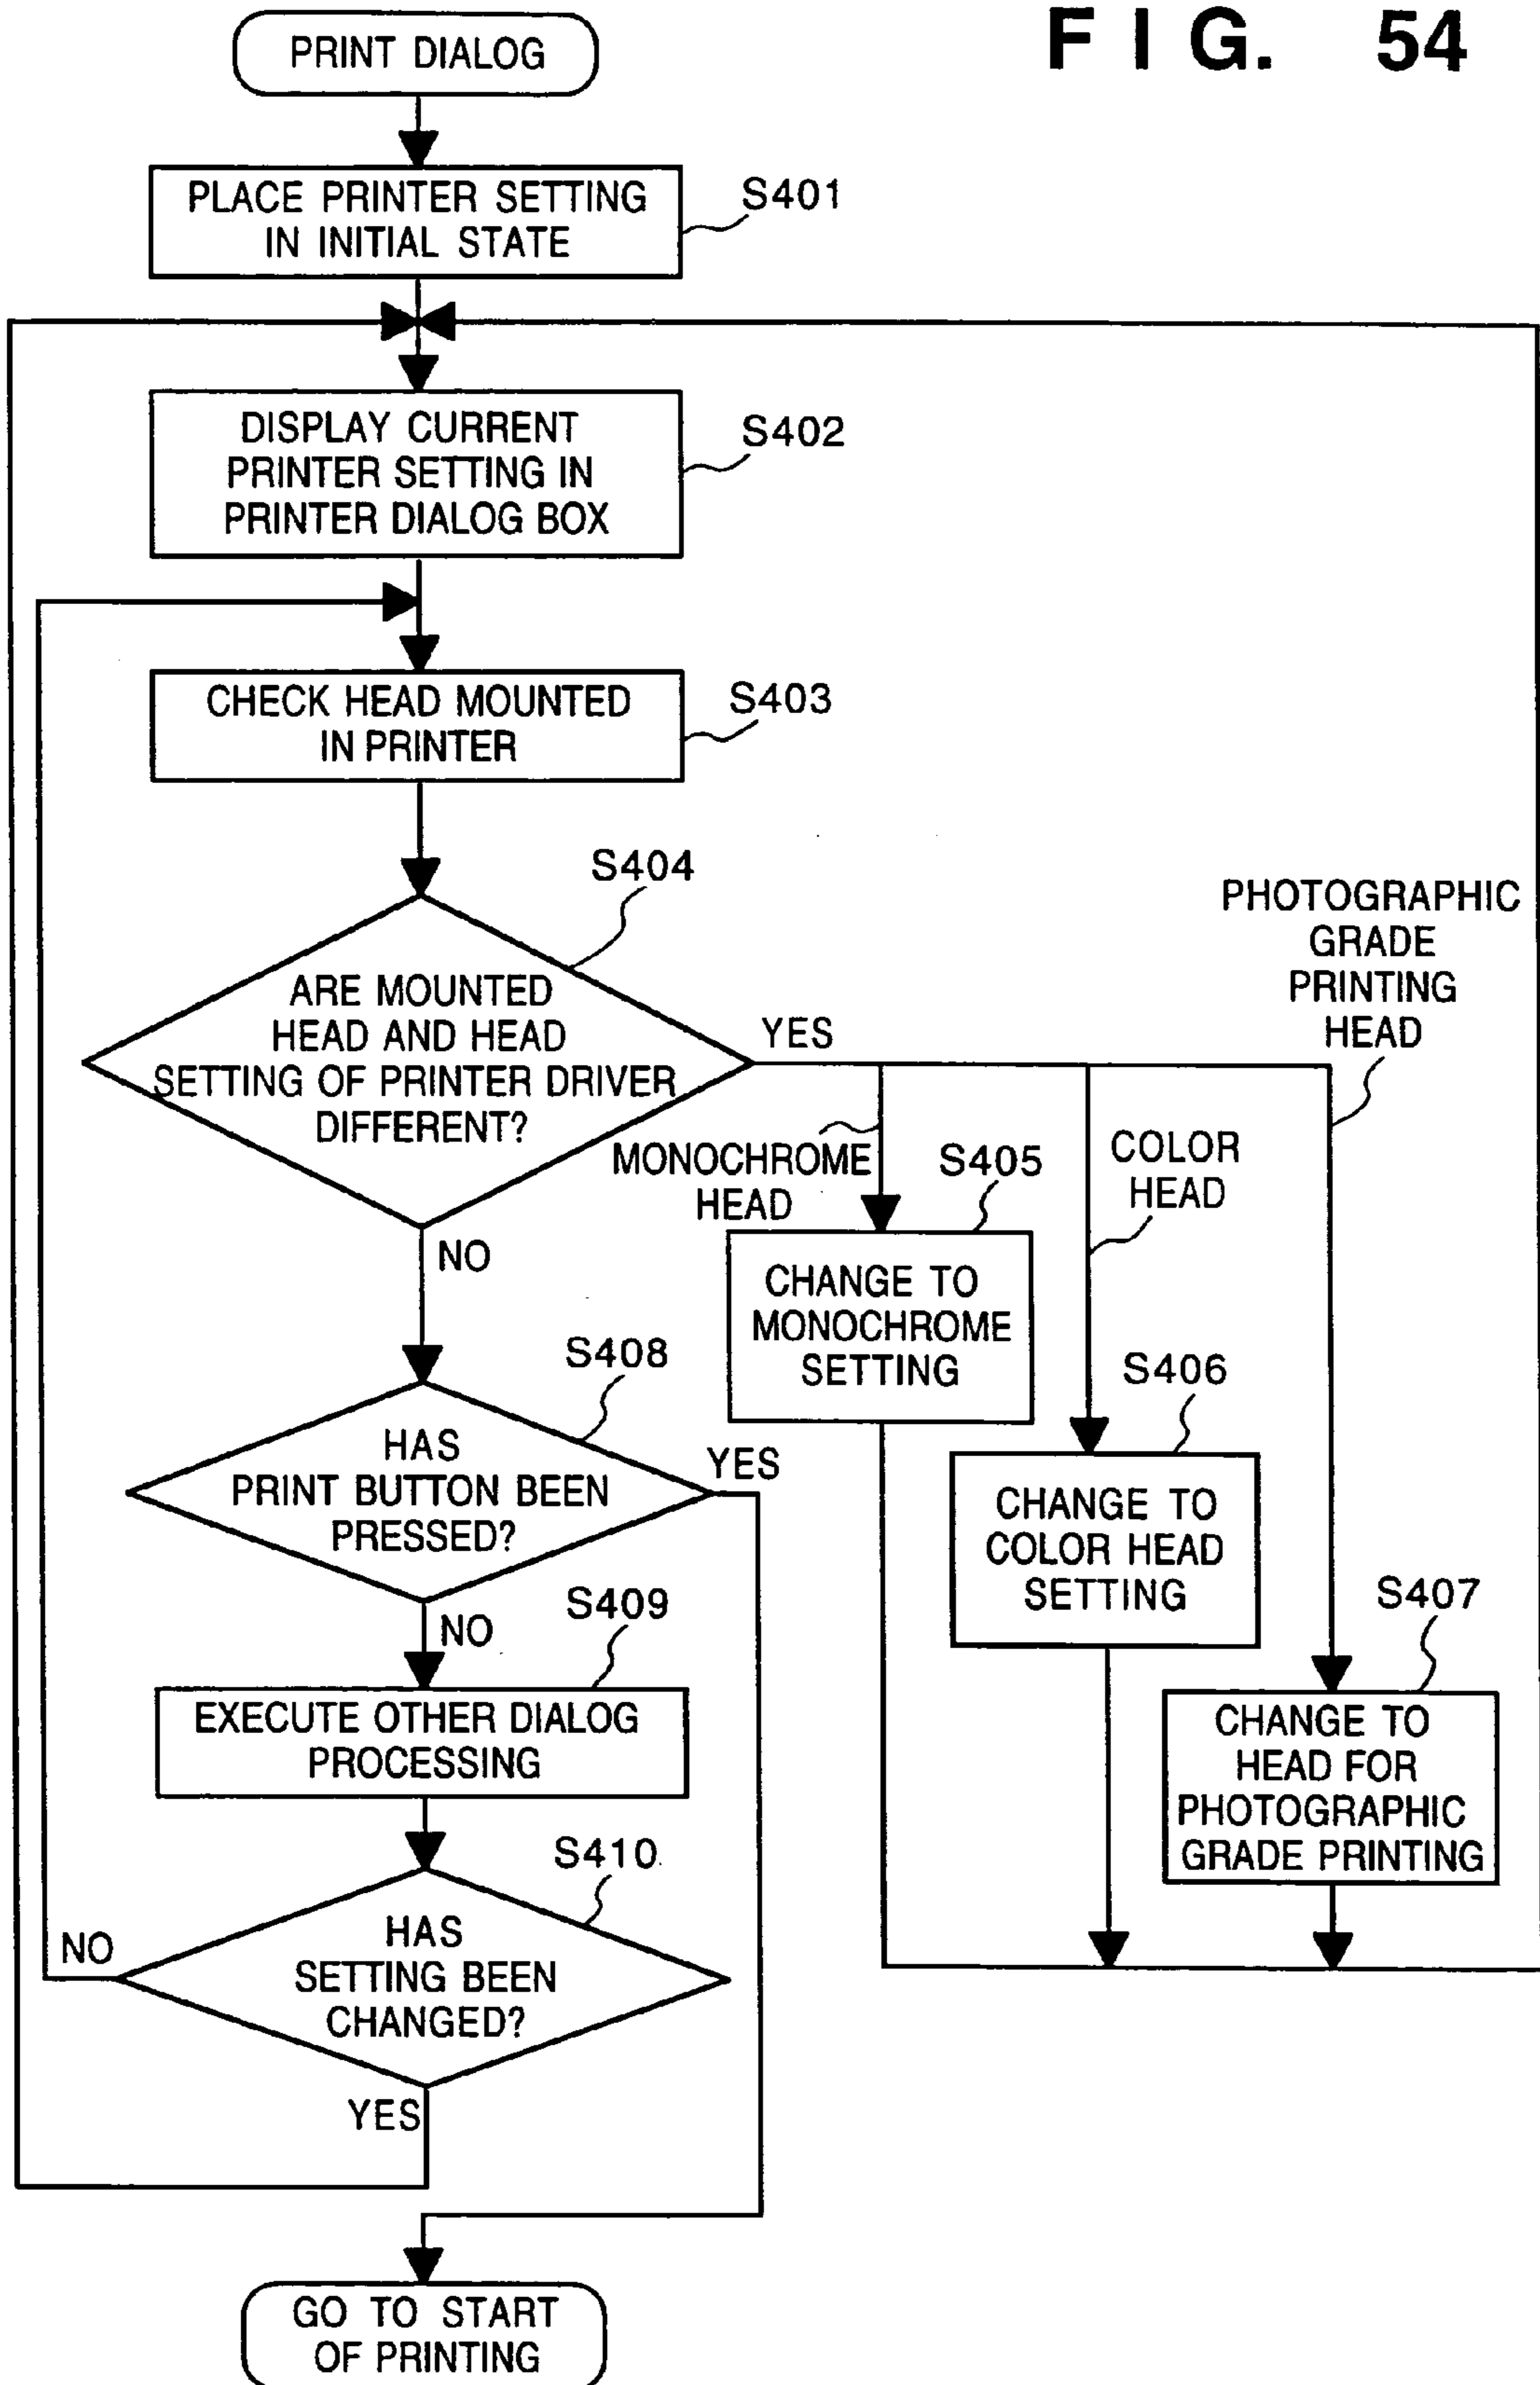 FIG. 54
PRINT DIALOG
PLACE PRINTER SETTING
IN INITIAL STATE
S401
DISPLAY CURRENT
PRINTER SETTING IN
PRINTER DIALOG BOX
S402
CHECK HEAD MOUNTED
IN PRINTER
S403
S404
ARE MOUNTED
HEAD AND HEAD
SETTING OF PRINTER DRIVER
DIFFERENT?
YES
NO
PHOTOGRAPHIC
GRADE
PRINTING
HEAD
MONOCHROME
HEAD
S405
COLOR
HEAD
CHANGE TO
MONOCHROME
SETTING
S406
CHANGE TO
COLOR HEAD
SETTING
S407
CHANGE TO
HEAD FOR
PHOTOGRAPHIC
GRADE PRINTING
S408
HAS
PRINT BUTTON BEEN
PRESSED?
YES
NO
S409
EXECUTE OTHER DIALOG
PROCESSING
S410
HAS
SETTING BEEN
CHANGED?
NO
YES
GO TO START
OF PRINTING